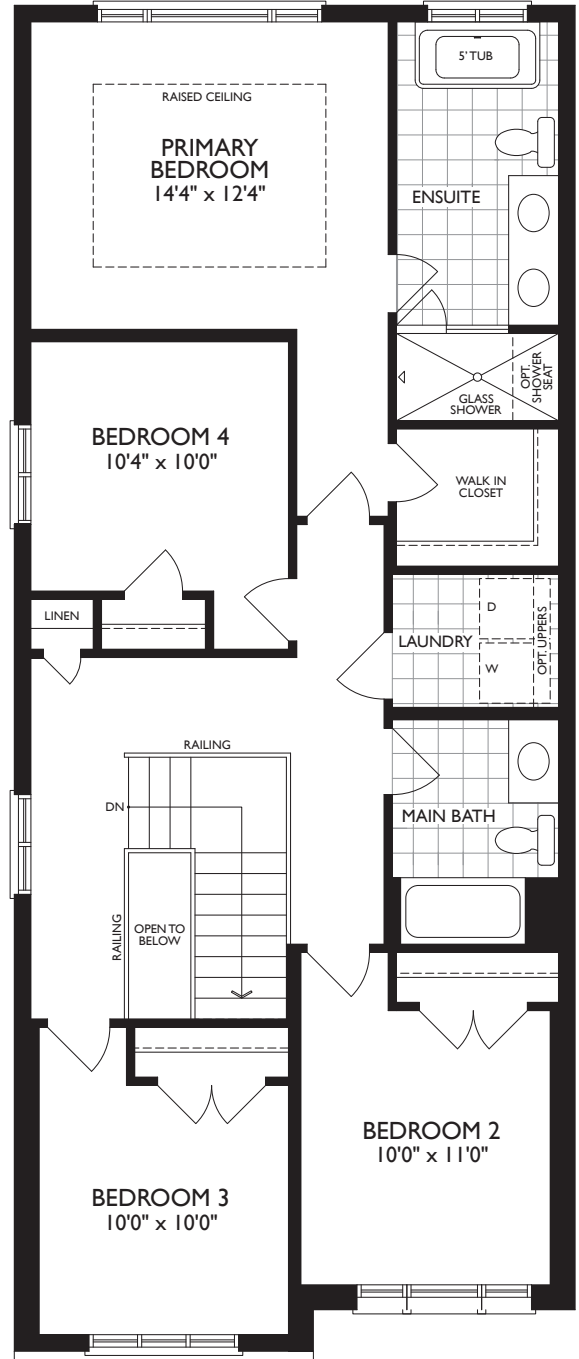 5' TUB
RAISED CEILING
PRIMARY
BEDROOM
14'4" x 12'4"
ENSUITE
OPT.
SHOWER
SEAT
GLASS
SHOWER
BEDROOM 4
10'4" x 10'0"
WALK IN
CLOSET
LINEN
D
LAUNDRY
W
OPT. UPPERS
RAILING
DN
MAIN BATH
RAILING
OPEN TO
BELOW
BEDROOM 2
10'0" x 11'0"
BEDROOM 3
10'0" x 10'0"